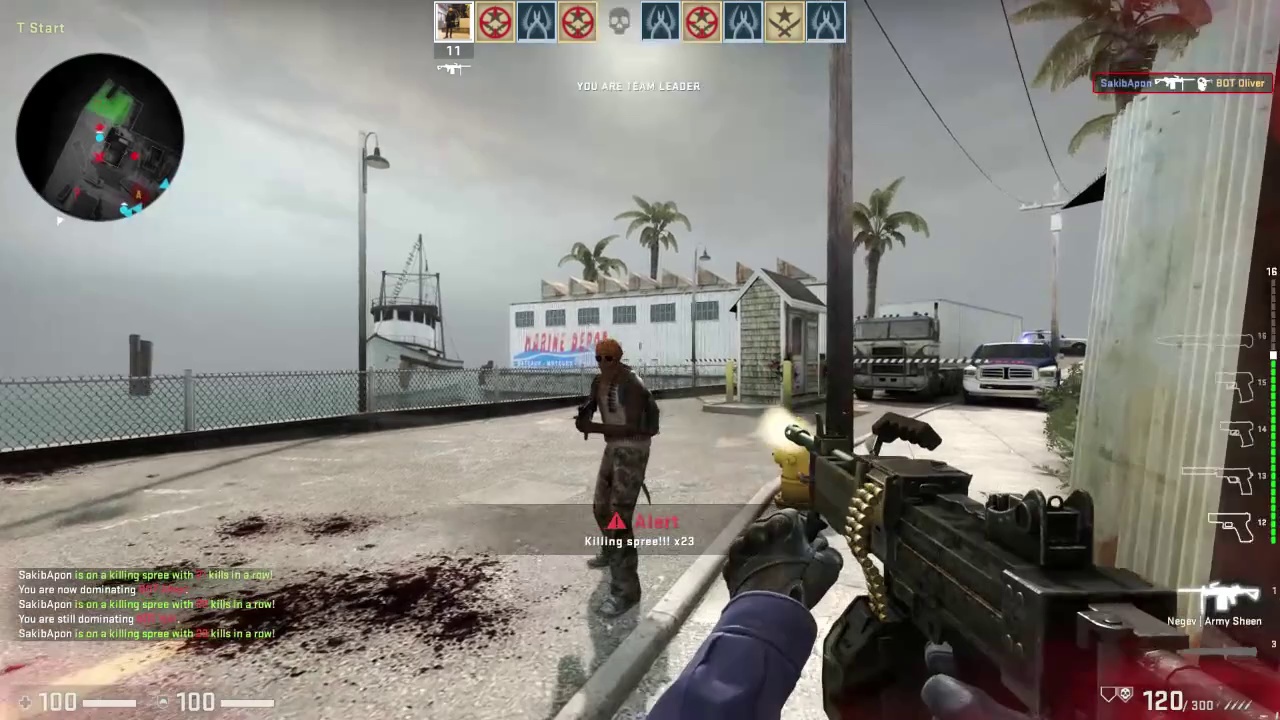 T Start
11
YOU ARE TEAM LEADER
SakibApon BOT Oliver
MARINE DEPOT
16
16
15
14
13
12
A
Alert
Killing spree!!! x23
SakibApon is on a killing spree with kills in a row!
You are now dominating
SakibApon is on a killing spree with kills in a row!
You are still dominating
SakibApon is on a killing spree with kills in a row!
1
Negev | Army Sheen
3
100
100
120/ 300